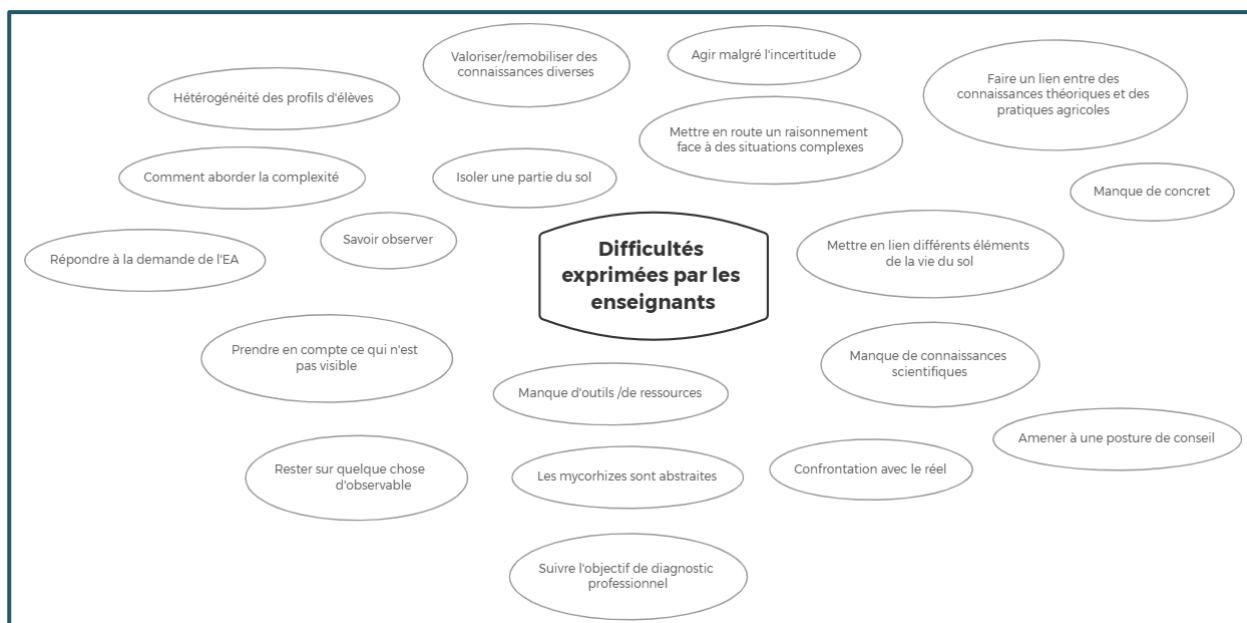 Valoriser/remobiliser des
connaissances diverses
Agir malgré l'incertitude
Faire un lien entre des
connaissances théoriques et des
pratiques agricoles
Hétérogénéité des profils d'élèves
Mettre en route un raisonnement
face à des situations complexes
Comment aborder la complexité
Isoler une partie du sol
Manque de concret
Savoir observer
Répondre à la demande de l'EA
Difficultés
exprimées par les
enseignants
Mettre en lien différents éléments
de la vie du sol
Prendre en compte ce qui n'est
pas visible
Manque de connaissances
scientifiques
Manque d'outils /de ressources
Amener à une posture de conseil
Rester sur quelque chose
d'observable
Les mycorhizes sont abstraites
Confrontation avec le réel
Suivre l'objectif de diagnostic
professionnel